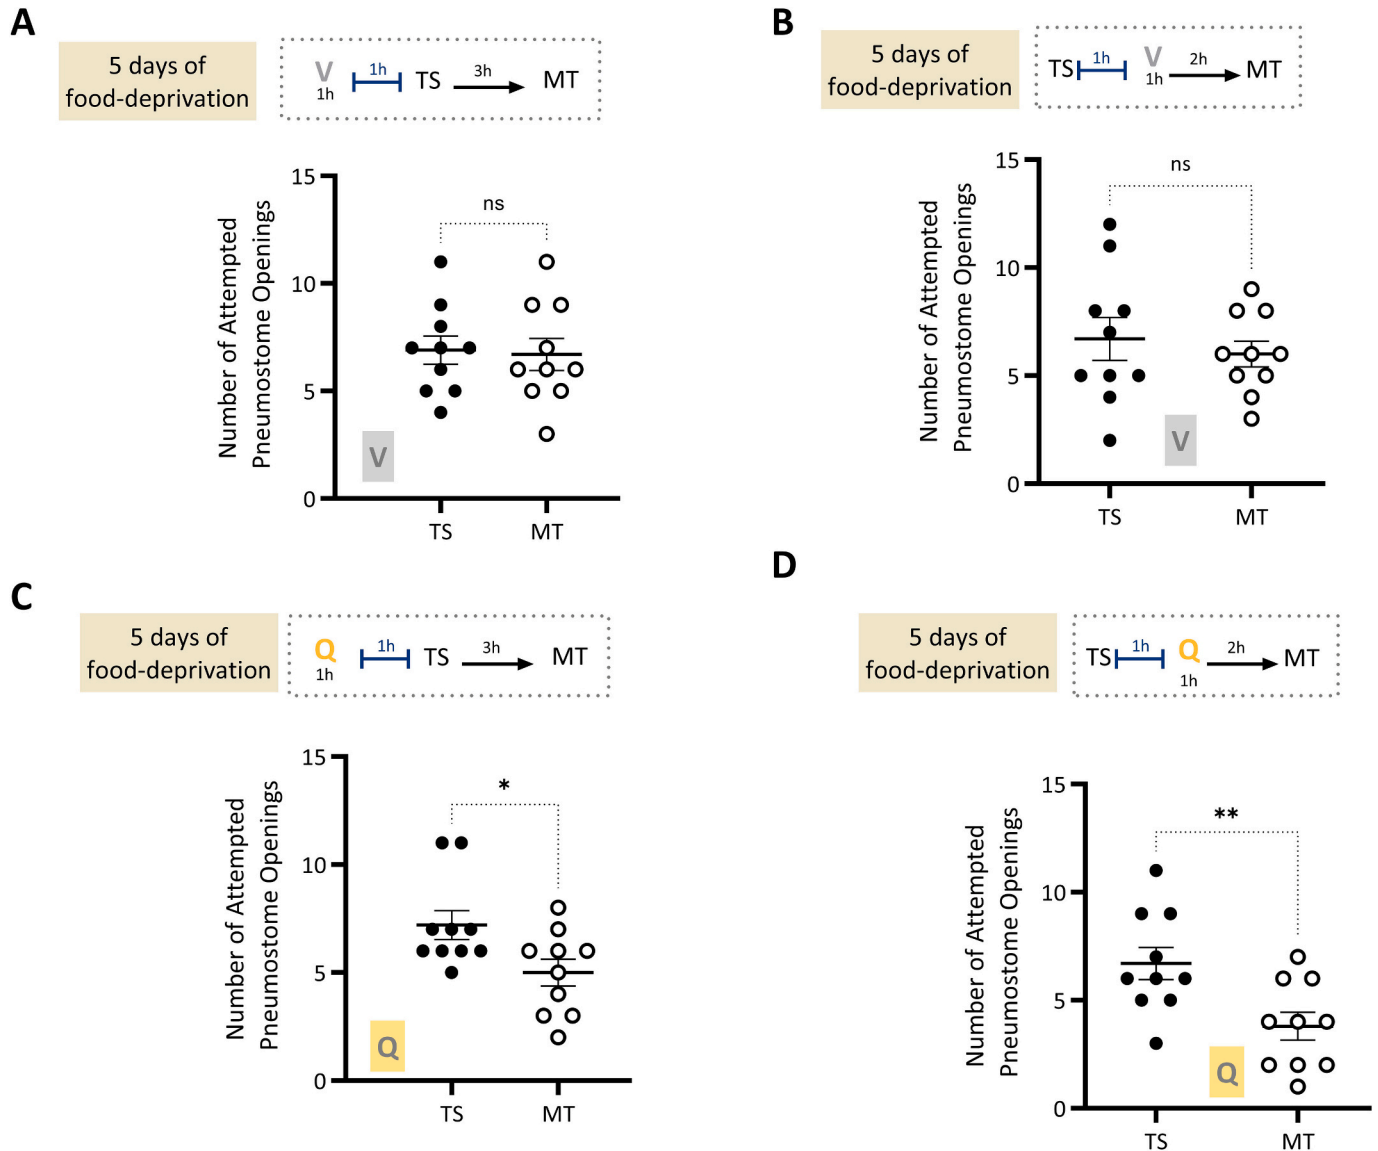 A
5 days of
food-deprivation
V
1h
1h
TS
3h
MT
Number of Attempted
Pneumostome Openings
15
10
5
0
ns
V
TS
MT
B
5 days of
food-deprivation
TS
1h
V
1h
2h
MT
Number of Attempted
Pneumostome Openings
15
10
5
0
ns
V
TS
MT
C
5 days of
food-deprivation
Q
1h
1h
TS
3h
MT
Number of Attempted
Pneumostome Openings
15
10
5
0
*
Q
TS
MT
D
5 days of
food-deprivation
TS
1h
Q
1h
2h
MT
Number of Attempted
Pneumostome Openings
15
10
5
0
**
Q
TS
MT